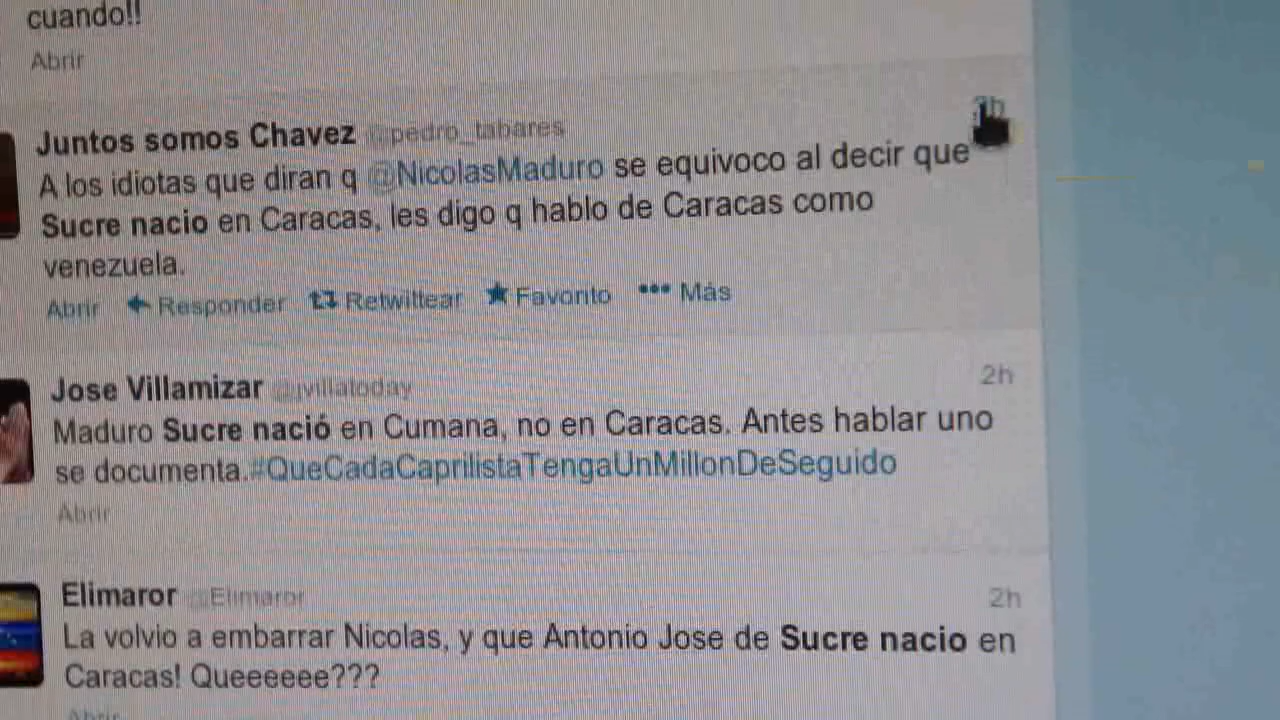 cuando!!
Abrir
Juntos somos Chavez @pedro_tabares 2h
A los idiotas que diran q @NicolasMaduro se equivoco al decir que
Sucre nacio en Caracas, les digo q hablo de Caracas como
venezuela.
Abrir Responder Retwittear Favorito ••• Más
Jose Villamizar @jvillatoday 2h
Maduro Sucre nació en Cumana, no en Caracas. Antes hablar uno
se documenta.#QueCadaCaprilistaTengaUnMillonDeSeguido
Abrir
Elimaror @Elimaror 2h
La volvio a embarrar Nicolas, y que Antonio Jose de Sucre nacio en
Caracas! Queeeeee???
Abrir